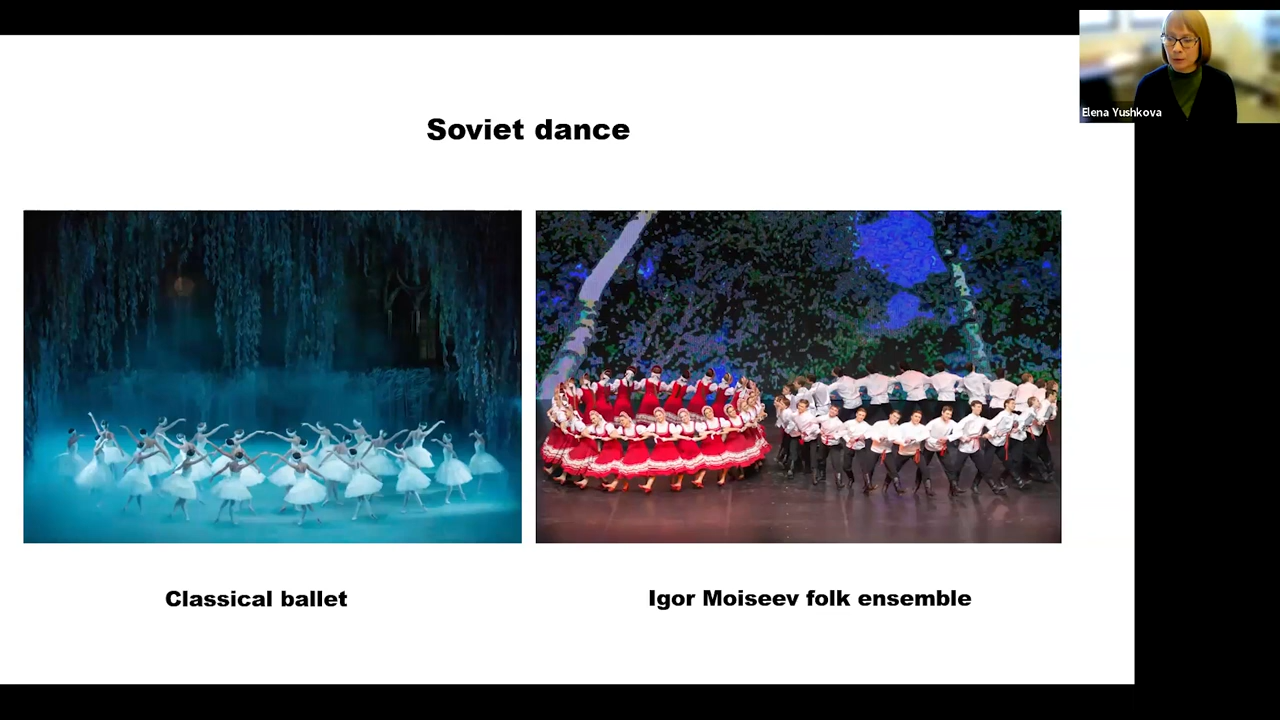 Elena Yushkova
Soviet dance
Classical ballet
Igor Moiseev folk ensemble